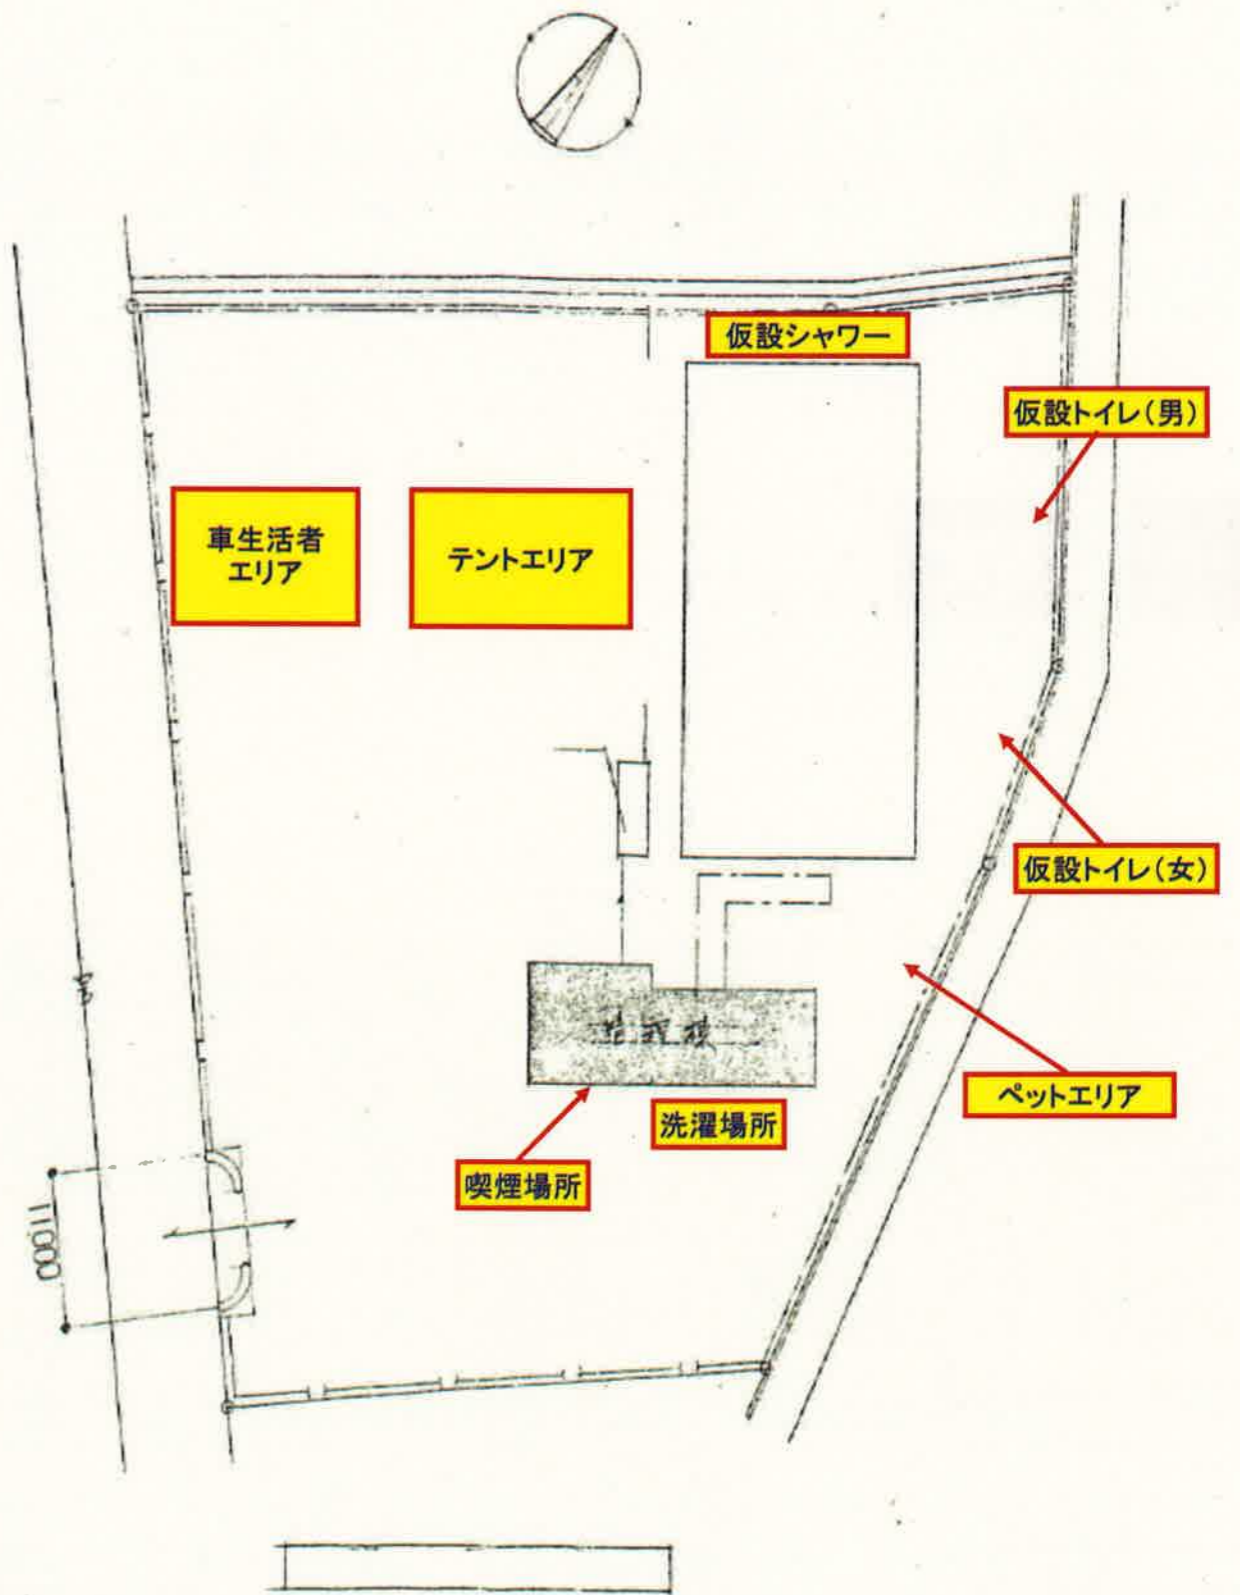 仮設シャワー
仮設トイレ(男)
車生活者
エリア
テントエリア
仮設トイレ(女)
ペットエリア
洗濯場所
喫煙場所
11000